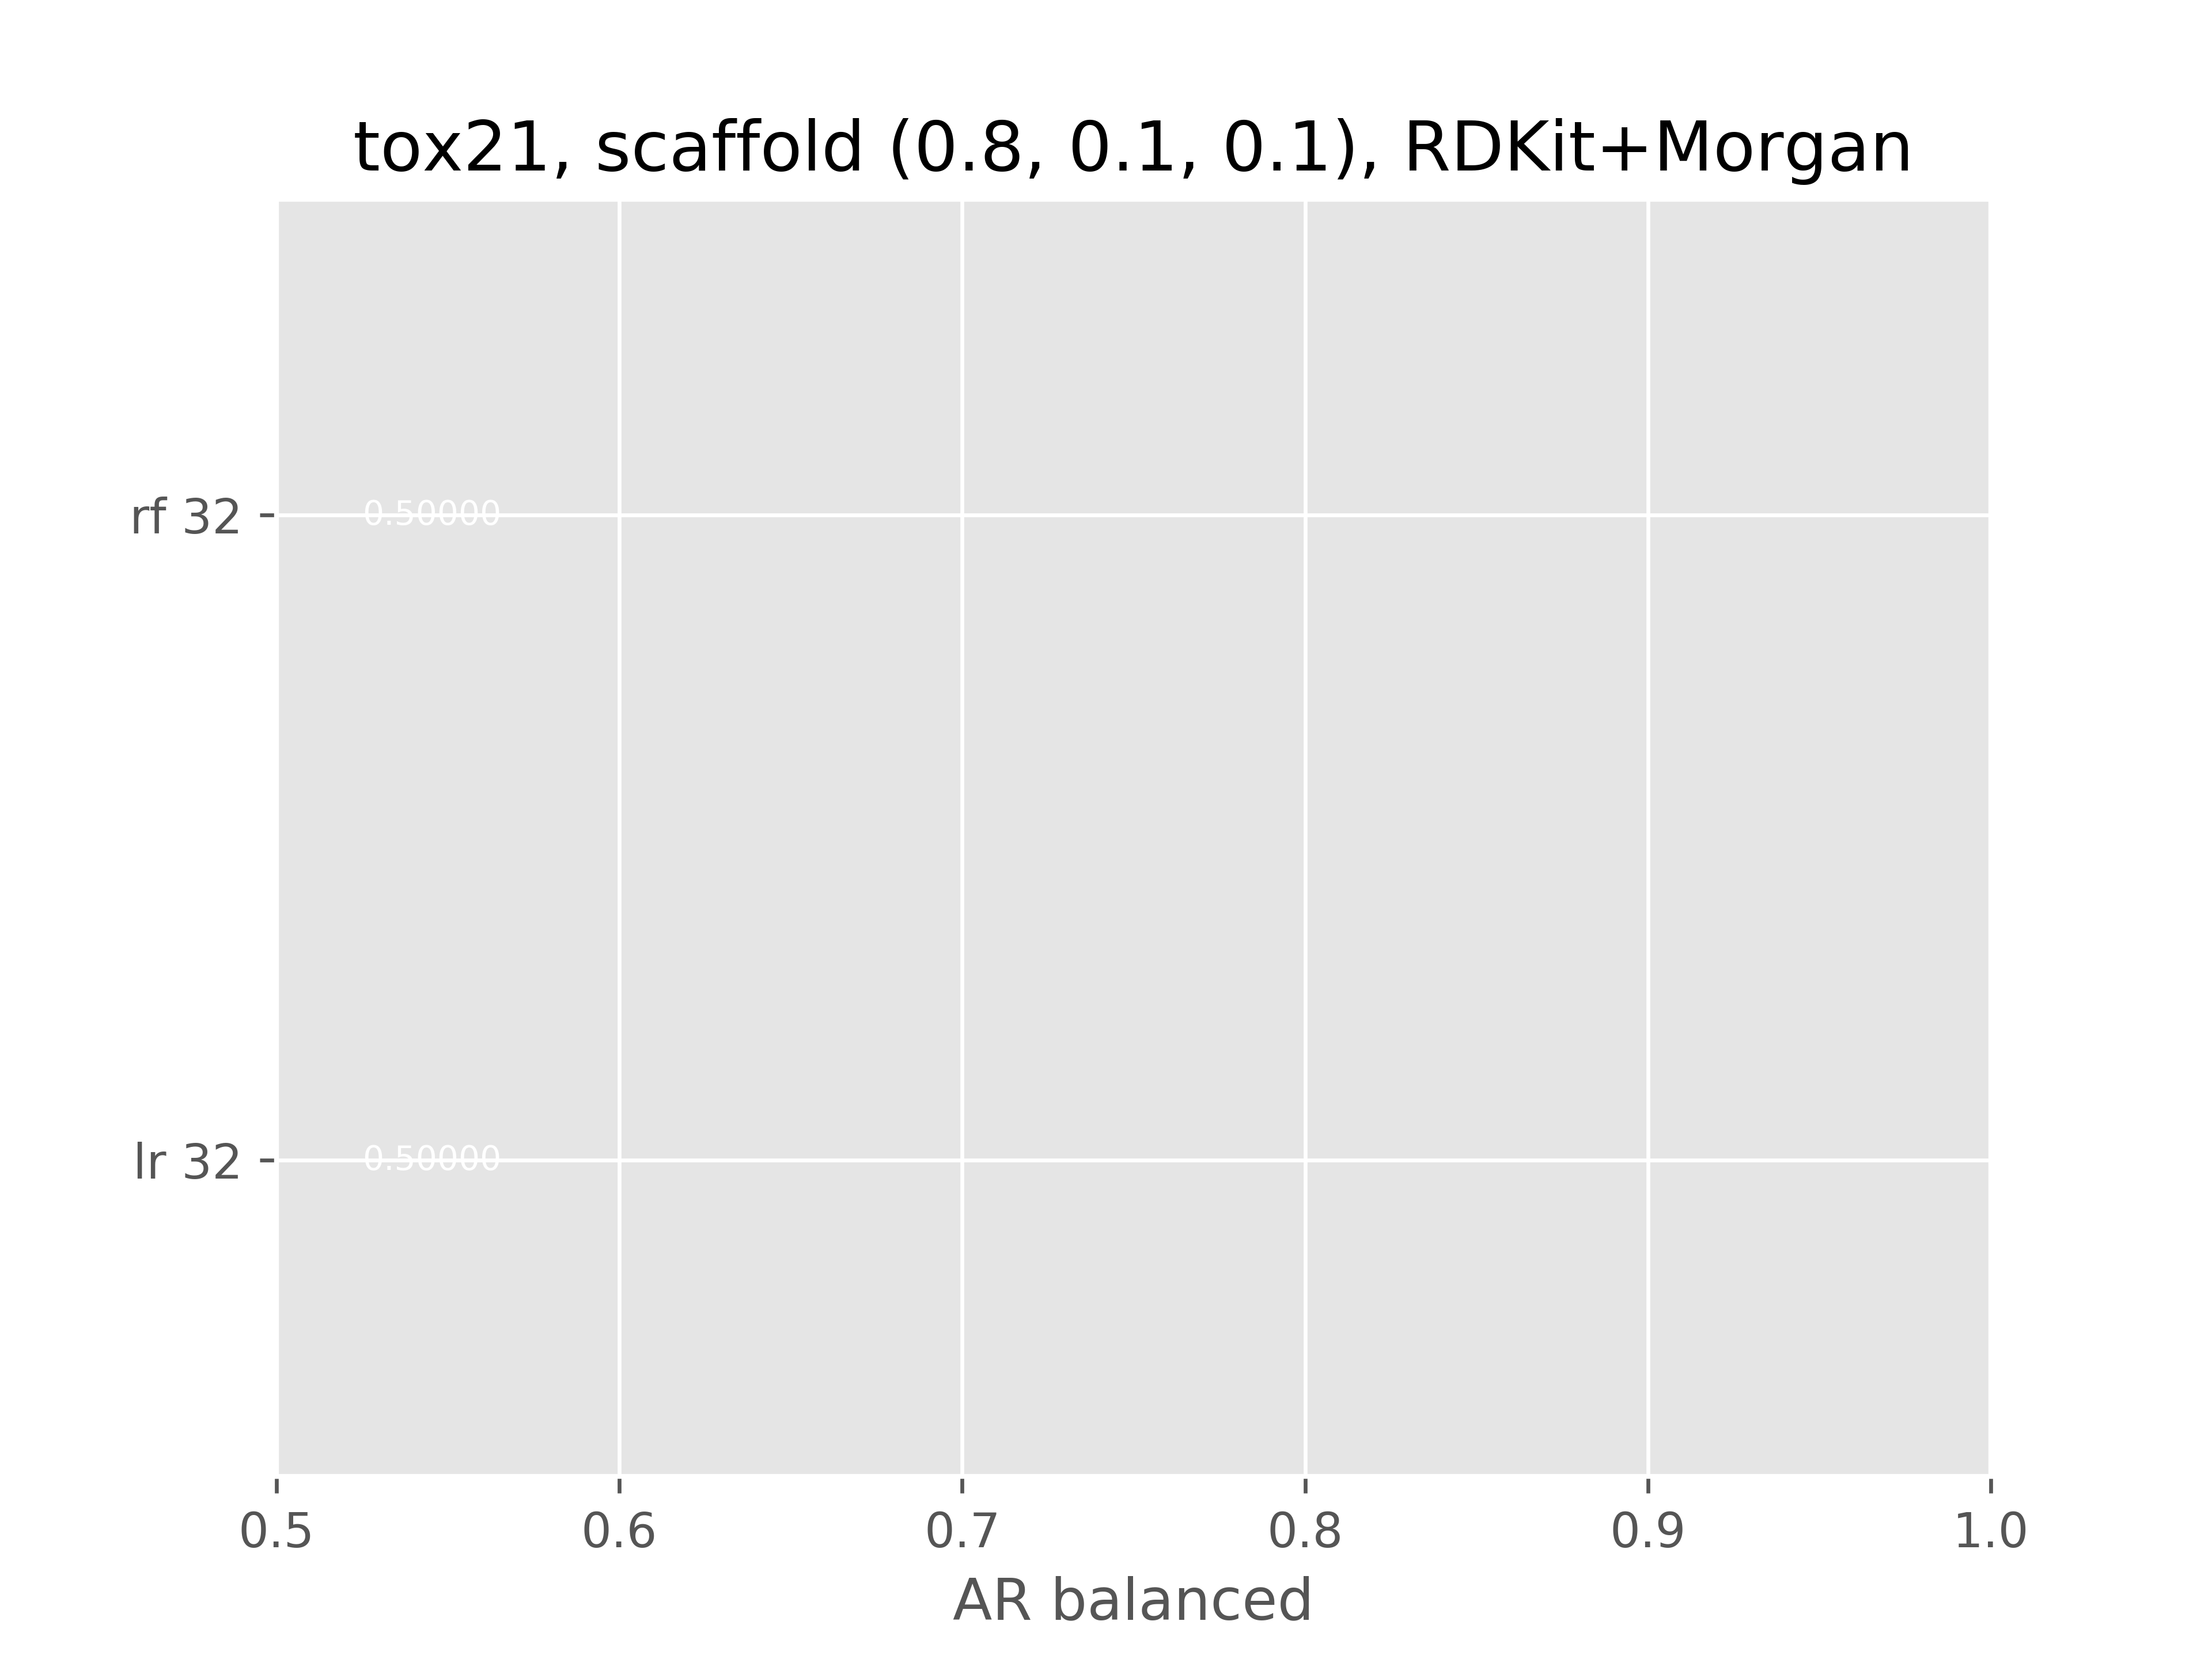 tox21, scaffold (0.8, 0.1, 0.1), RDKit+Morgan
rf 32
0.50000
lr 32
0.50000
0.5 0.6 0.7 0.8 0.9 1.0
AR balanced